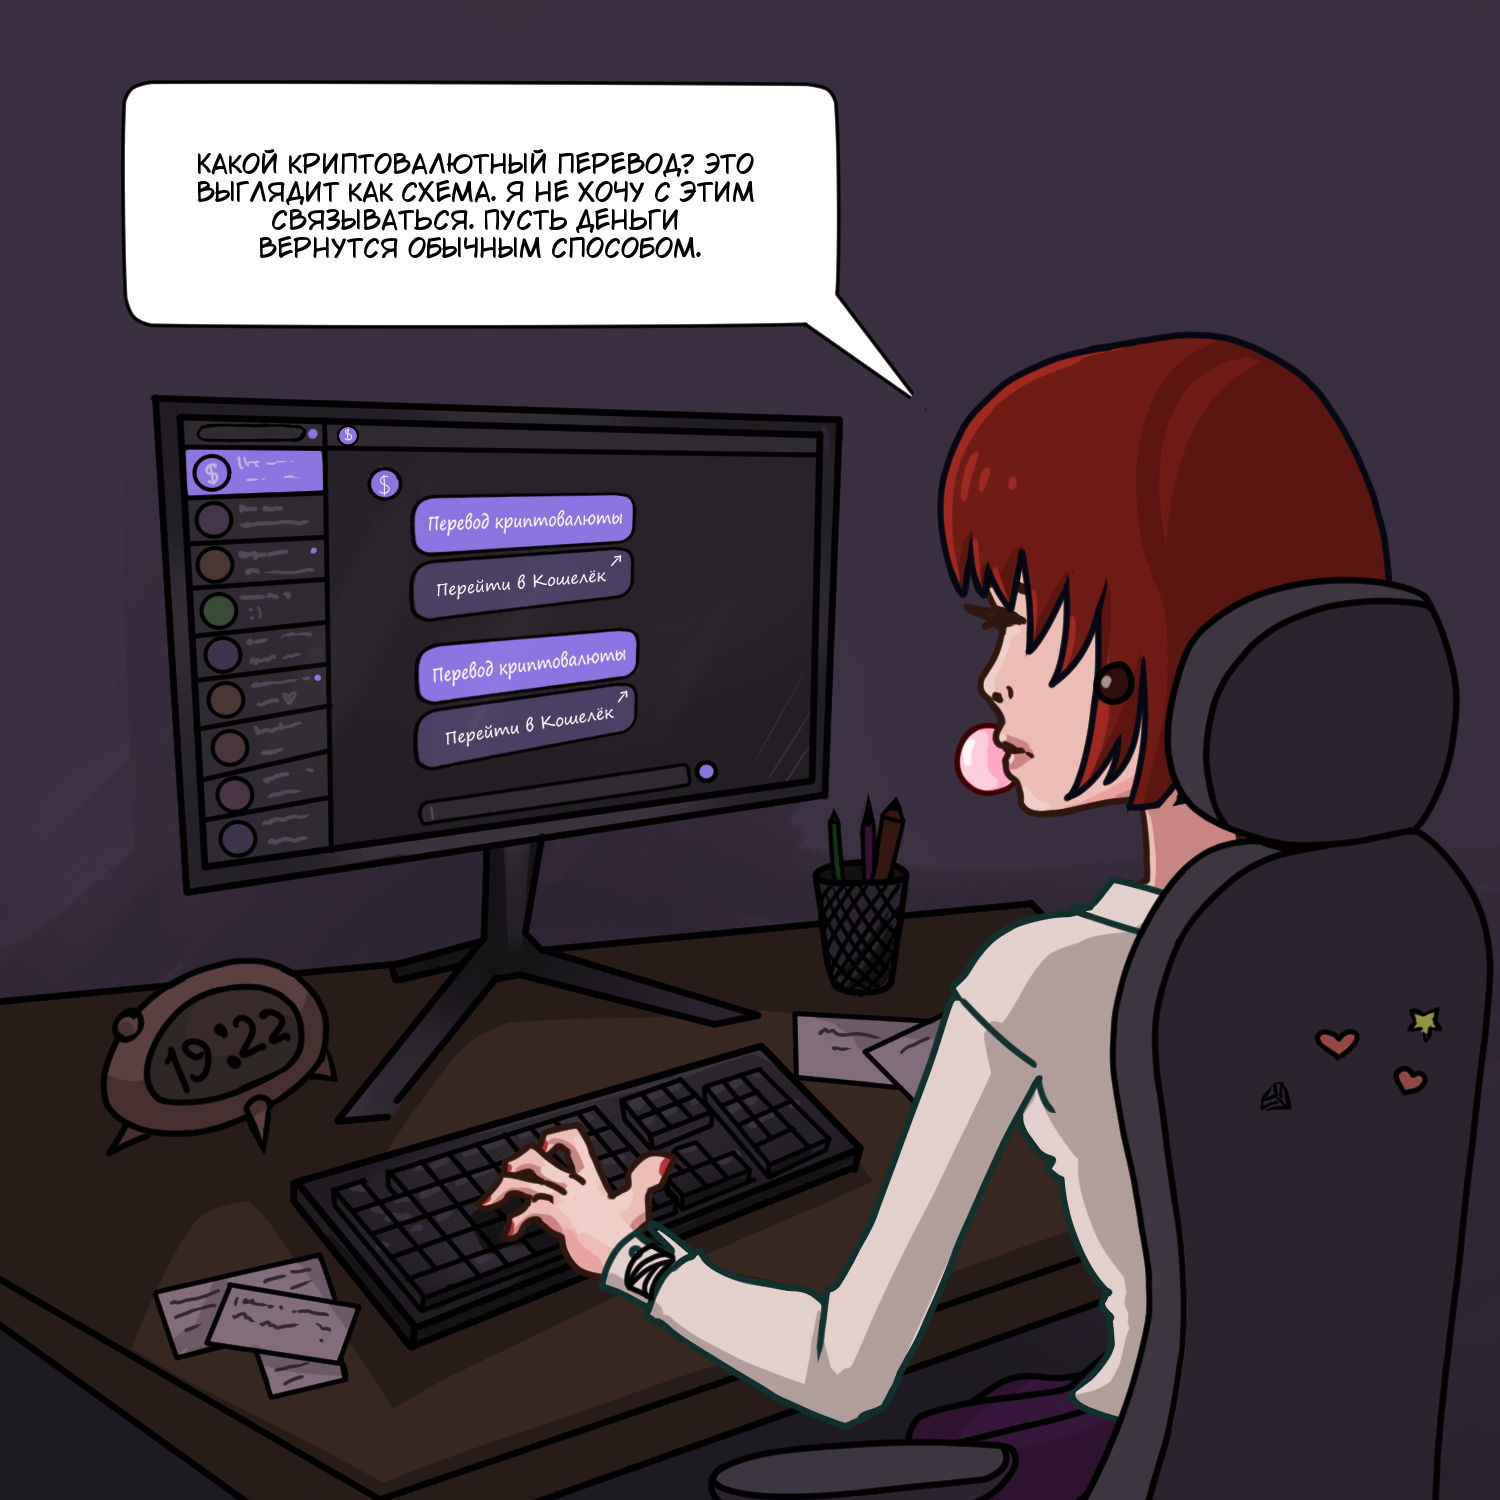 КАКОЙ КРИПТОВАЛЮТНЫЙ ПЕРЕВОД? ЭТО
ВЫГЛЯДИТ КАК СХЕМА. Я НЕ ХОЧУ С ЭТИМ
СВЯЗЫВАТЬСЯ. ПУСТЬ ДЕНЬГИ
ВЕРНУТСЯ ОБЫЧНЫМ СПОСОБОМ.
$
$
$
Перевод криптовалюты
Перейти в Кошелёк
Перевод криптовалюты
Перейти в Кошелёк
:)
19:22